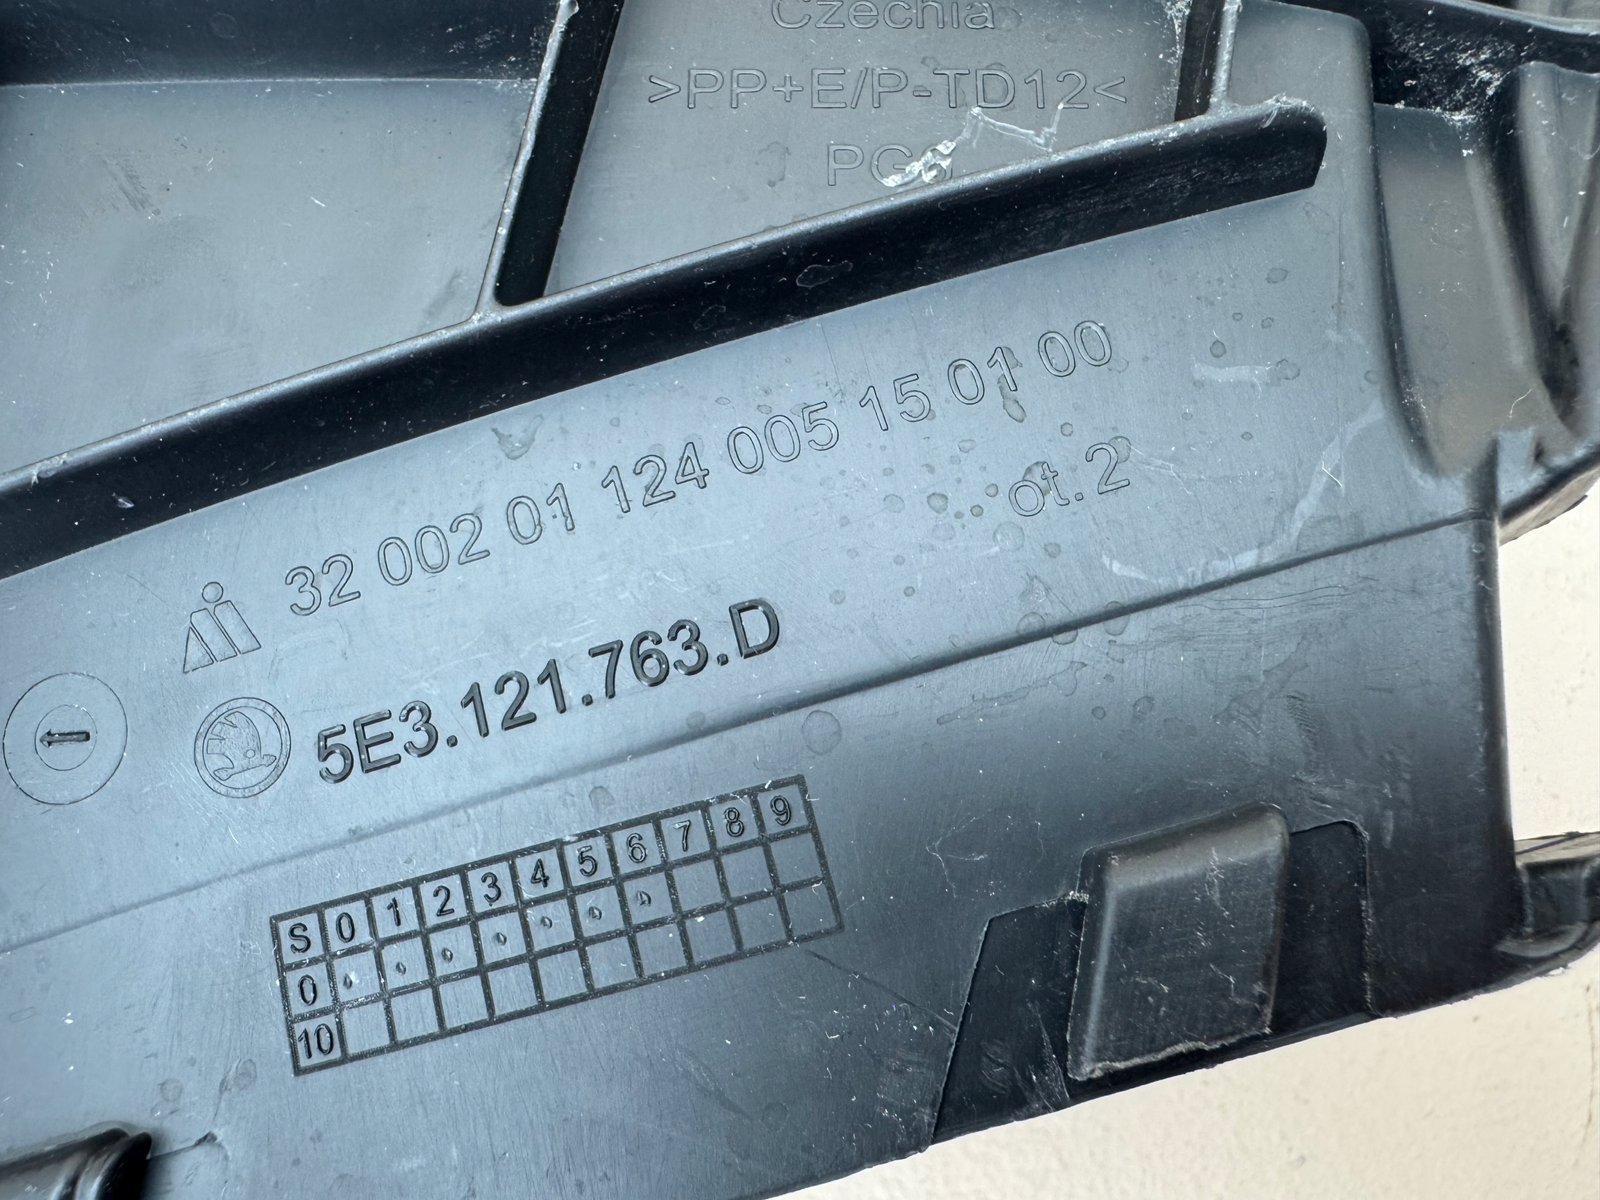 Czechia
>PP+E/P-TD12<
32 002 01 124 005 15 01 00
ot.2
5E3.121.763.D
S 0 1 2 3 4 5 6 7 8 9
0
10